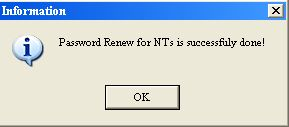 Information
Password Renew for NTs is successfuly done!
OK